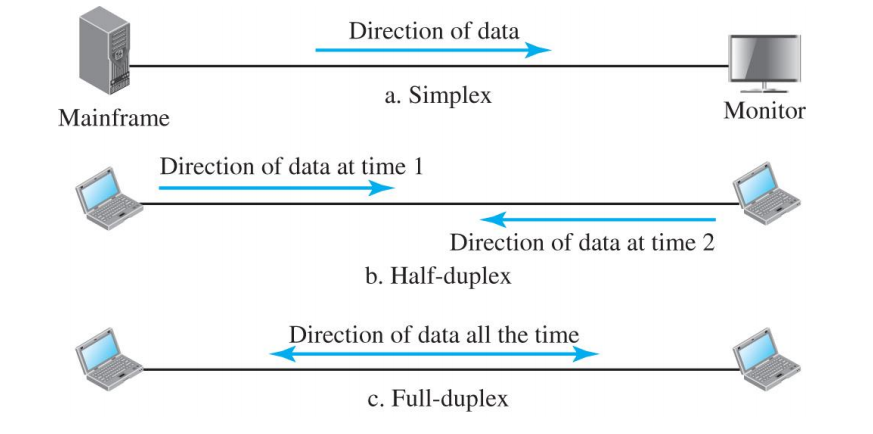 Direction of data
a. Simplex
Mainframe
Monitor
Direction of data at time 1
Direction of data at time 2
b. Half-duplex
Direction of data all the time
c. Full-duplex